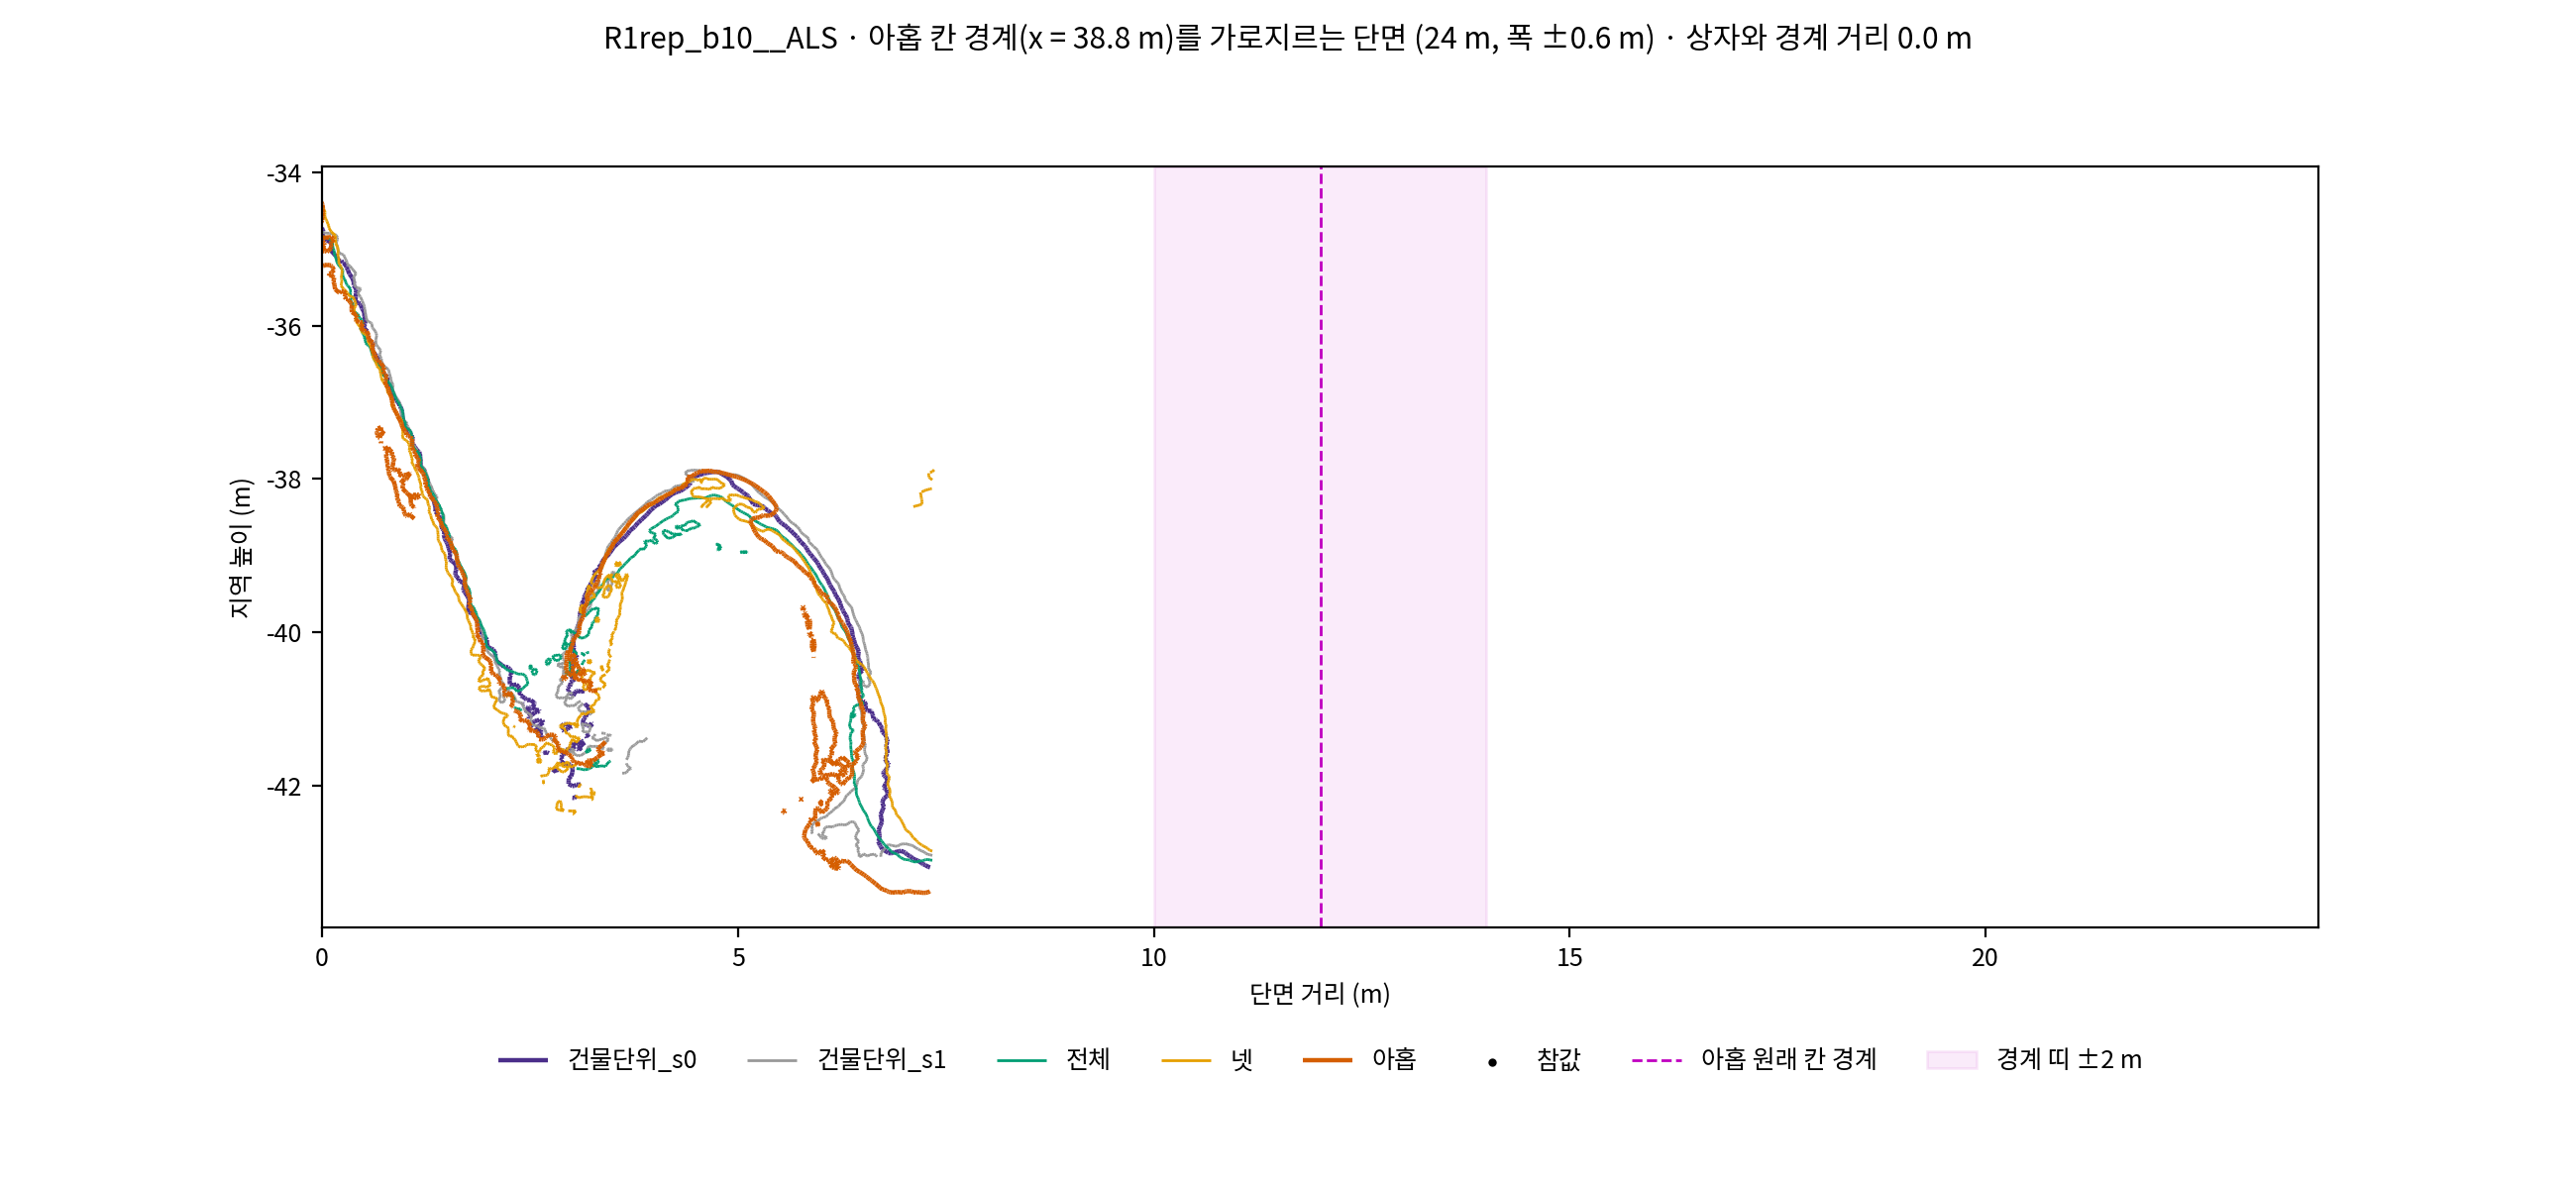 R1rep_b10__ALS · 아홉 칸 경계(x = 38.8 m)를 가로지르는 단면 (24 m, 폭 ±0.6 m) · 상자와 경계 거리 0.0 m
지역 높이 (m)
-34
-36
-38
-40
-42
0 5 10 15 20
단면 거리 (m)
건물단위_s0 건물단위_s1 전체 넷 아홉 참값 아홉 원래 칸 경계 경계 띠 ±2 m